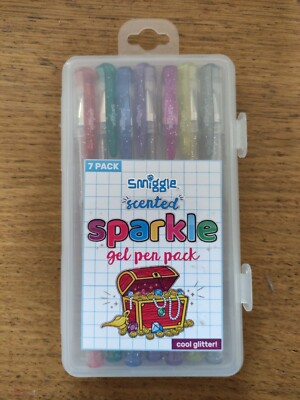 7 PACK
smiggle
scented
sparkle
gel pen pack
cool glitter!